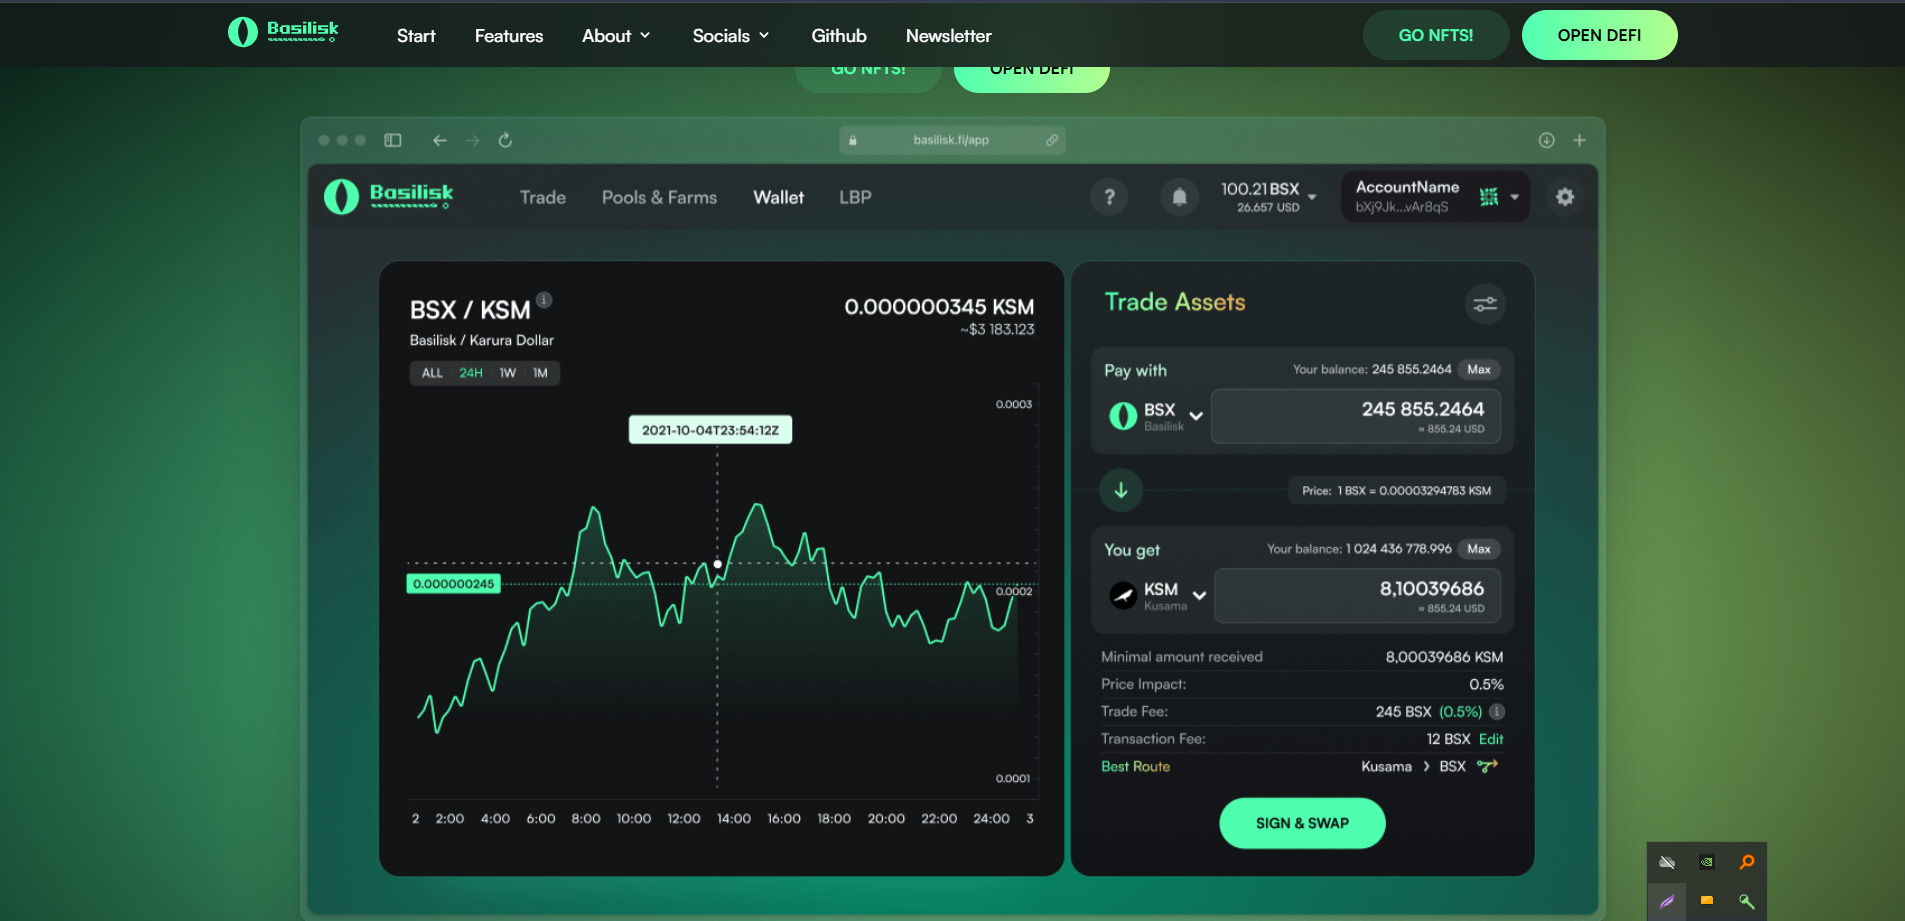 Basilisk
Start
Features
About
Socials
Github
Newsletter
GO NFTS!
OPEN DEFI
GO NFTS!
OPEN DEFI
basilisk.fi/app
Basilisk
Trade
Pools & Farms
Wallet
LBP
?
100.21 BSX
26,657 USD
AccountName
bXj9Jk...vAr8qS
BSX / KSM
Basilisk / Karura Dollar
0.000000345 KSM
~$3 183.123
ALL 24H 1W 1M
0.0003
2021-10-04T23:54:12Z
0.000000245
0.0002
0.0001
2 2:00 4:00 6:00 8:00 10:00 12:00 14:00 16:00 18:00 20:00 22:00 24:00 3
Trade Assets
Pay with
Your balance: 245 855.2464 Max
BSX
Basilisk
245 855.2464
≈ 855.24 USD
Price: 1 BSX = 0.00003294783 KSM
You get
Your balance: 1 024 436 778.996 Max
KSM
Kusama
8,10039686
≈ 855.24 USD
Minimal amount received 8,00039686 KSM
Price Impact: 0.5%
Trade Fee: 245 BSX (0.5%)
Transaction Fee: 12 BSX Edit
Best Route Kusama > BSX
SIGN & SWAP